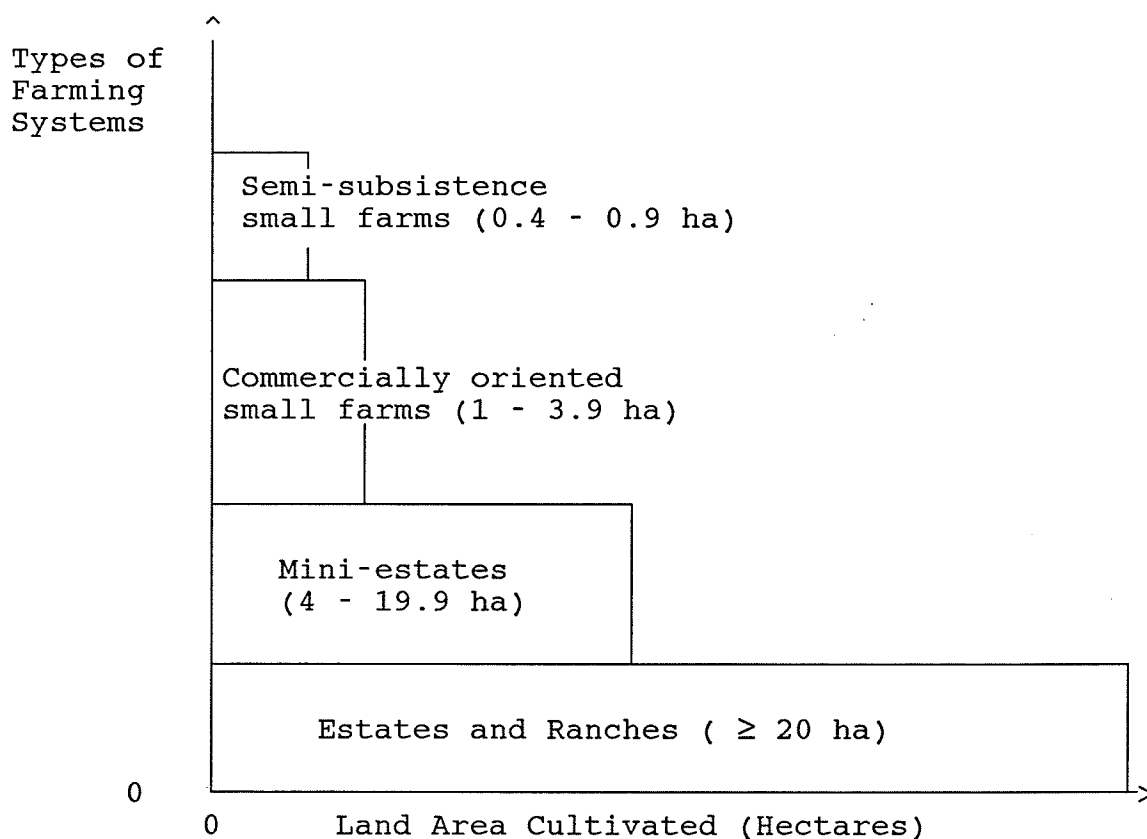 Types of
Farming
Systems
Semi-subsistence
small farms (0.4 - 0.9 ha)
Commercially oriented
small farms (1 - 3.9 ha)
Mini-estates
(4 - 19.9 ha)
Estates and Ranches ( ≥ 20 ha)
0
0
Land Area Cultivated (Hectares)